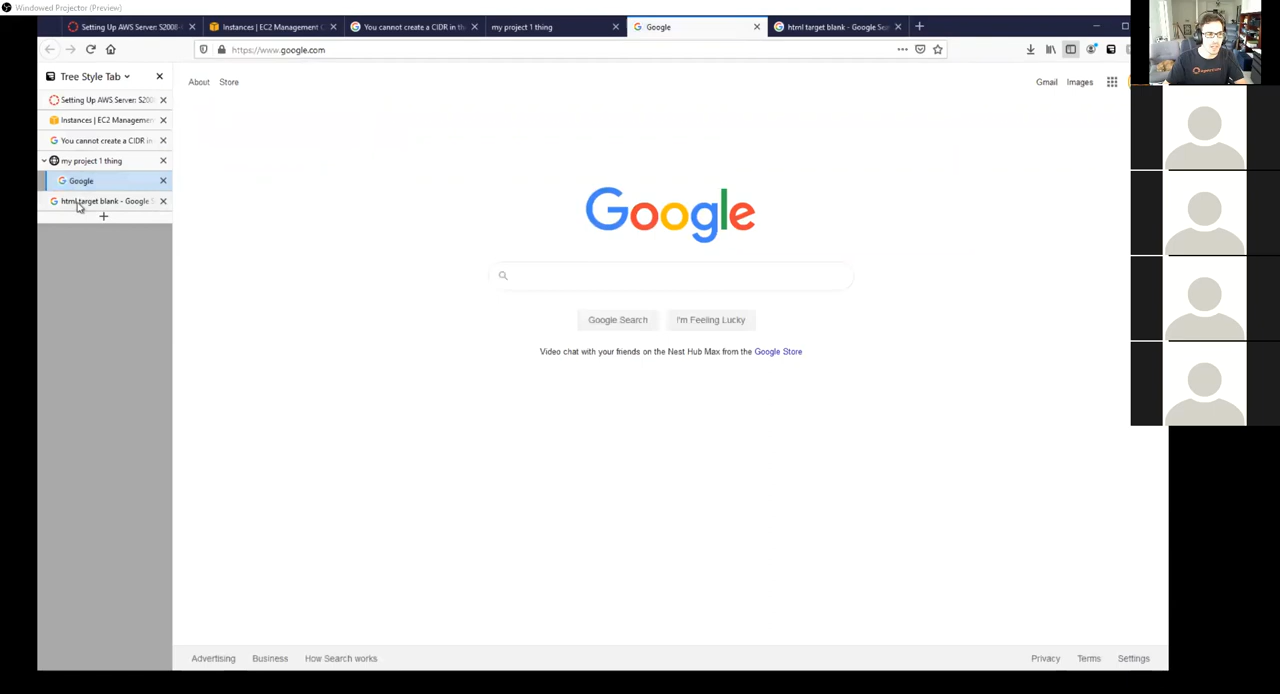 Windowed Projector (Preview)
Setting Up AWS Server: S2008
Instances | EC2 Management C
You cannot create a CIDR in th
my project 1 thing
Google
html target blank - Google Sea
https://www.google.com
Tree Style Tab
About Store
Gmail Images
Setting Up AWS Server: S200
Instances | EC2 Managemen
You cannot create a CIDR in
my project 1 thing
Google
html target blank - Google S
Google
Google Search I'm Feeling Lucky
Video chat with your friends on the Nest Hub Max from the Google Store
Advertising Business How Search works
Privacy Terms Settings